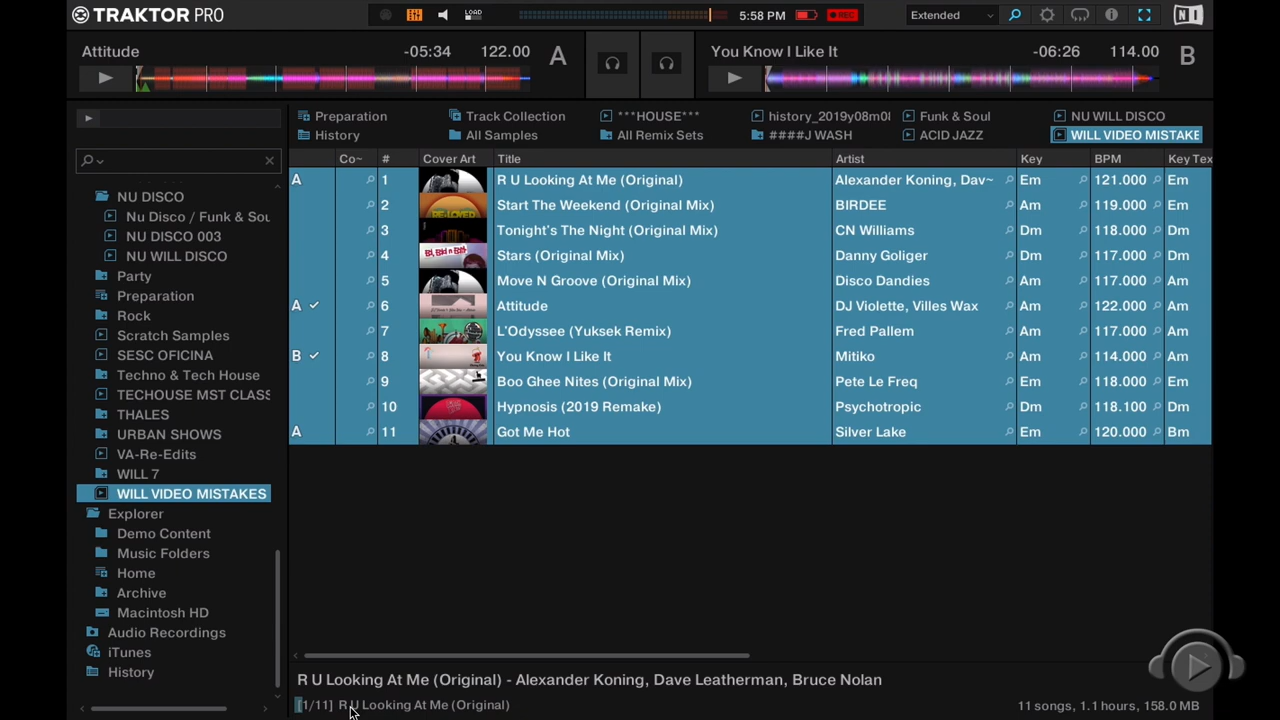 TRAKTOR PRO LOAD 5:58 PM REC Extended
Attitude -05:34 122.00 A You Know I Like It -06:26 114.00 B
Preparation Track Collection ***HOUSE*** history_2019y08m0 Funk & Soul NU WILL DISCO
History All Samples All Remix Sets ####J WASH ACID JAZZ WILL VIDEO MISTAKE
Co~ # Cover Art Title Artist Key BPM Key Tex
A 1 R U Looking At Me (Original) Alexander Koning, Dav~ Em 121.000 Em
2 Start The Weekend (Original Mix) BIRDEE Am 119.000 Em
3 Tonight's The Night (Original Mix) CN Williams Dm 118.000 Dm
4 Stars (Original Mix) Danny Goliger Dm 117.000 Dm
5 Move N Groove (Original Mix) Disco Dandies Am 117.000 Am
A 6 Attitude DJ Violette, Villes Wax Am 122.000 Am
7 L'Odyssee (Yuksek Remix) Fred Pallem Am 117.000 Am
B 8 You Know I Like It Mitiko Am 114.000 Am
9 Boo Ghee Nites (Original Mix) Pete Le Freq Em 118.000 Em
10 Hypnosis (2019 Remake) Psychotropic Dm 118.100 Dm
A 11 Got Me Hot Silver Lake Em 120.000 Bm
NU DISCO
Nu Disco / Funk & Sou
NU DISCO 003
NU WILL DISCO
Party
Preparation
Rock
Scratch Samples
SESC OFICINA
Techno & Tech House
TECHOUSE MST CLASS
THALES
URBAN SHOWS
VA-Re-Edits
WILL 7
WILL VIDEO MISTAKES
Explorer
Demo Content
Music Folders
Home
Archive
Macintosh HD
Audio Recordings
iTunes
History
R U Looking At Me (Original) - Alexander Koning, Dave Leatherman, Bruce Nolan
[1/11] R U Looking At Me (Original) 11 songs, 1.1 hours, 158.0 MB